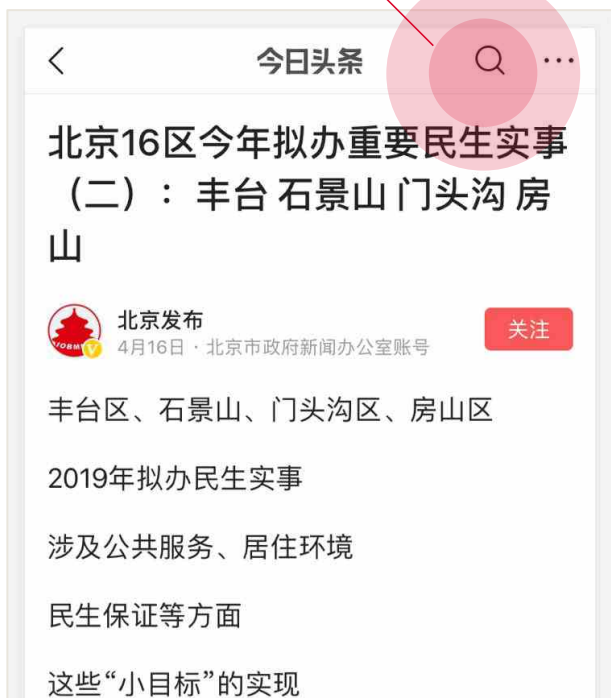 今日头条
北京16区今年拟办重要民生实事
（二）：丰台 石景山 门头沟 房
山
北京发布
4月16日 · 北京市政府新闻办公室账号
关注
丰台区、石景山、门头沟区、房山区
2019年拟办民生实事
涉及公共服务、居住环境
民生保证等方面
这些“小目标”的实现